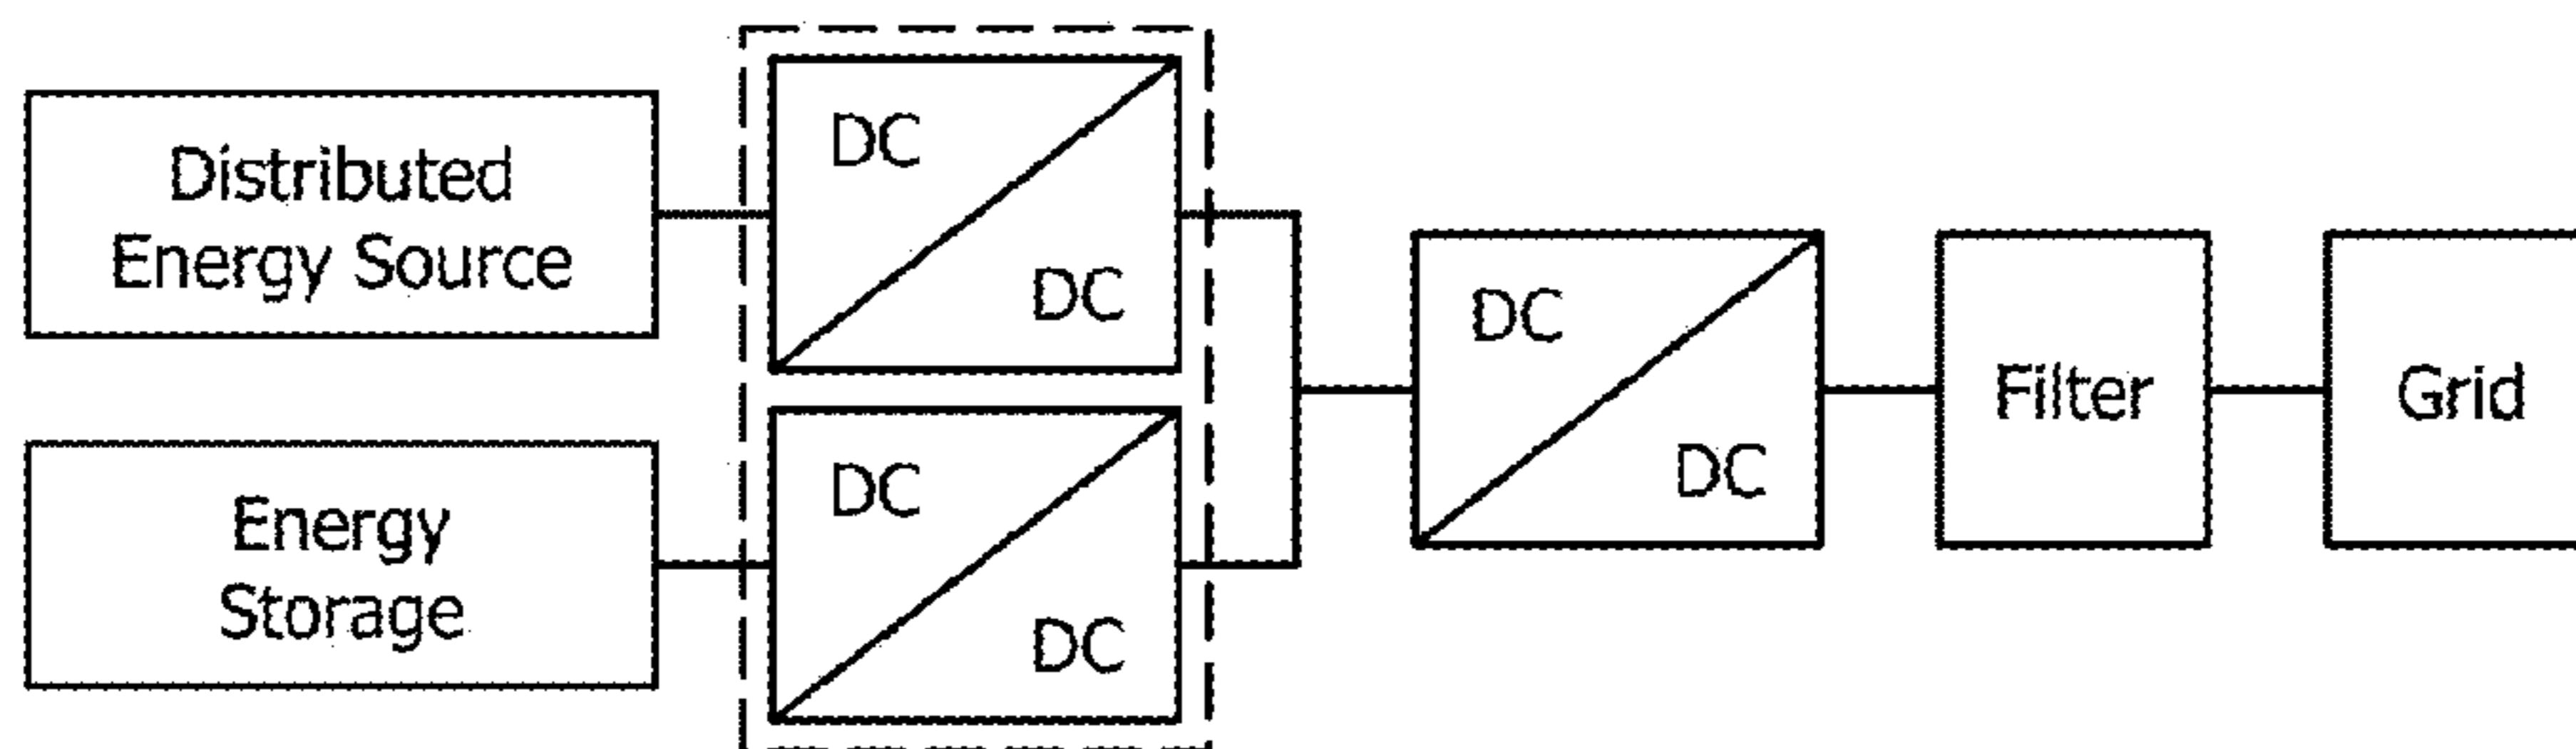 Distributed
Energy Source
DC
DC
Energy
Storage
DC
DC
DC
DC
Filter
Grid